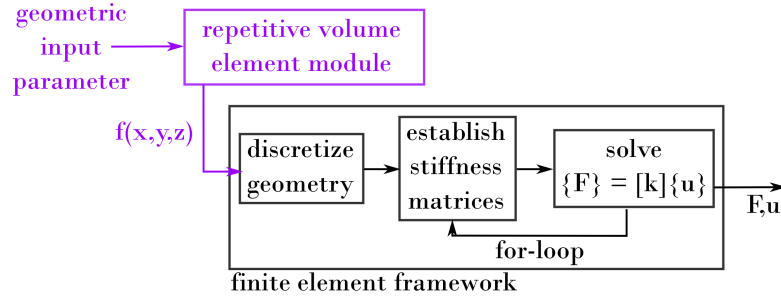 geometric
input
parameter
repetitive volume
element module
f(x,y,z)
discretize
geometry
establish
stiffness
matrices
solve
{F} = [k]{u}
F,u
for-loop
finite element framework